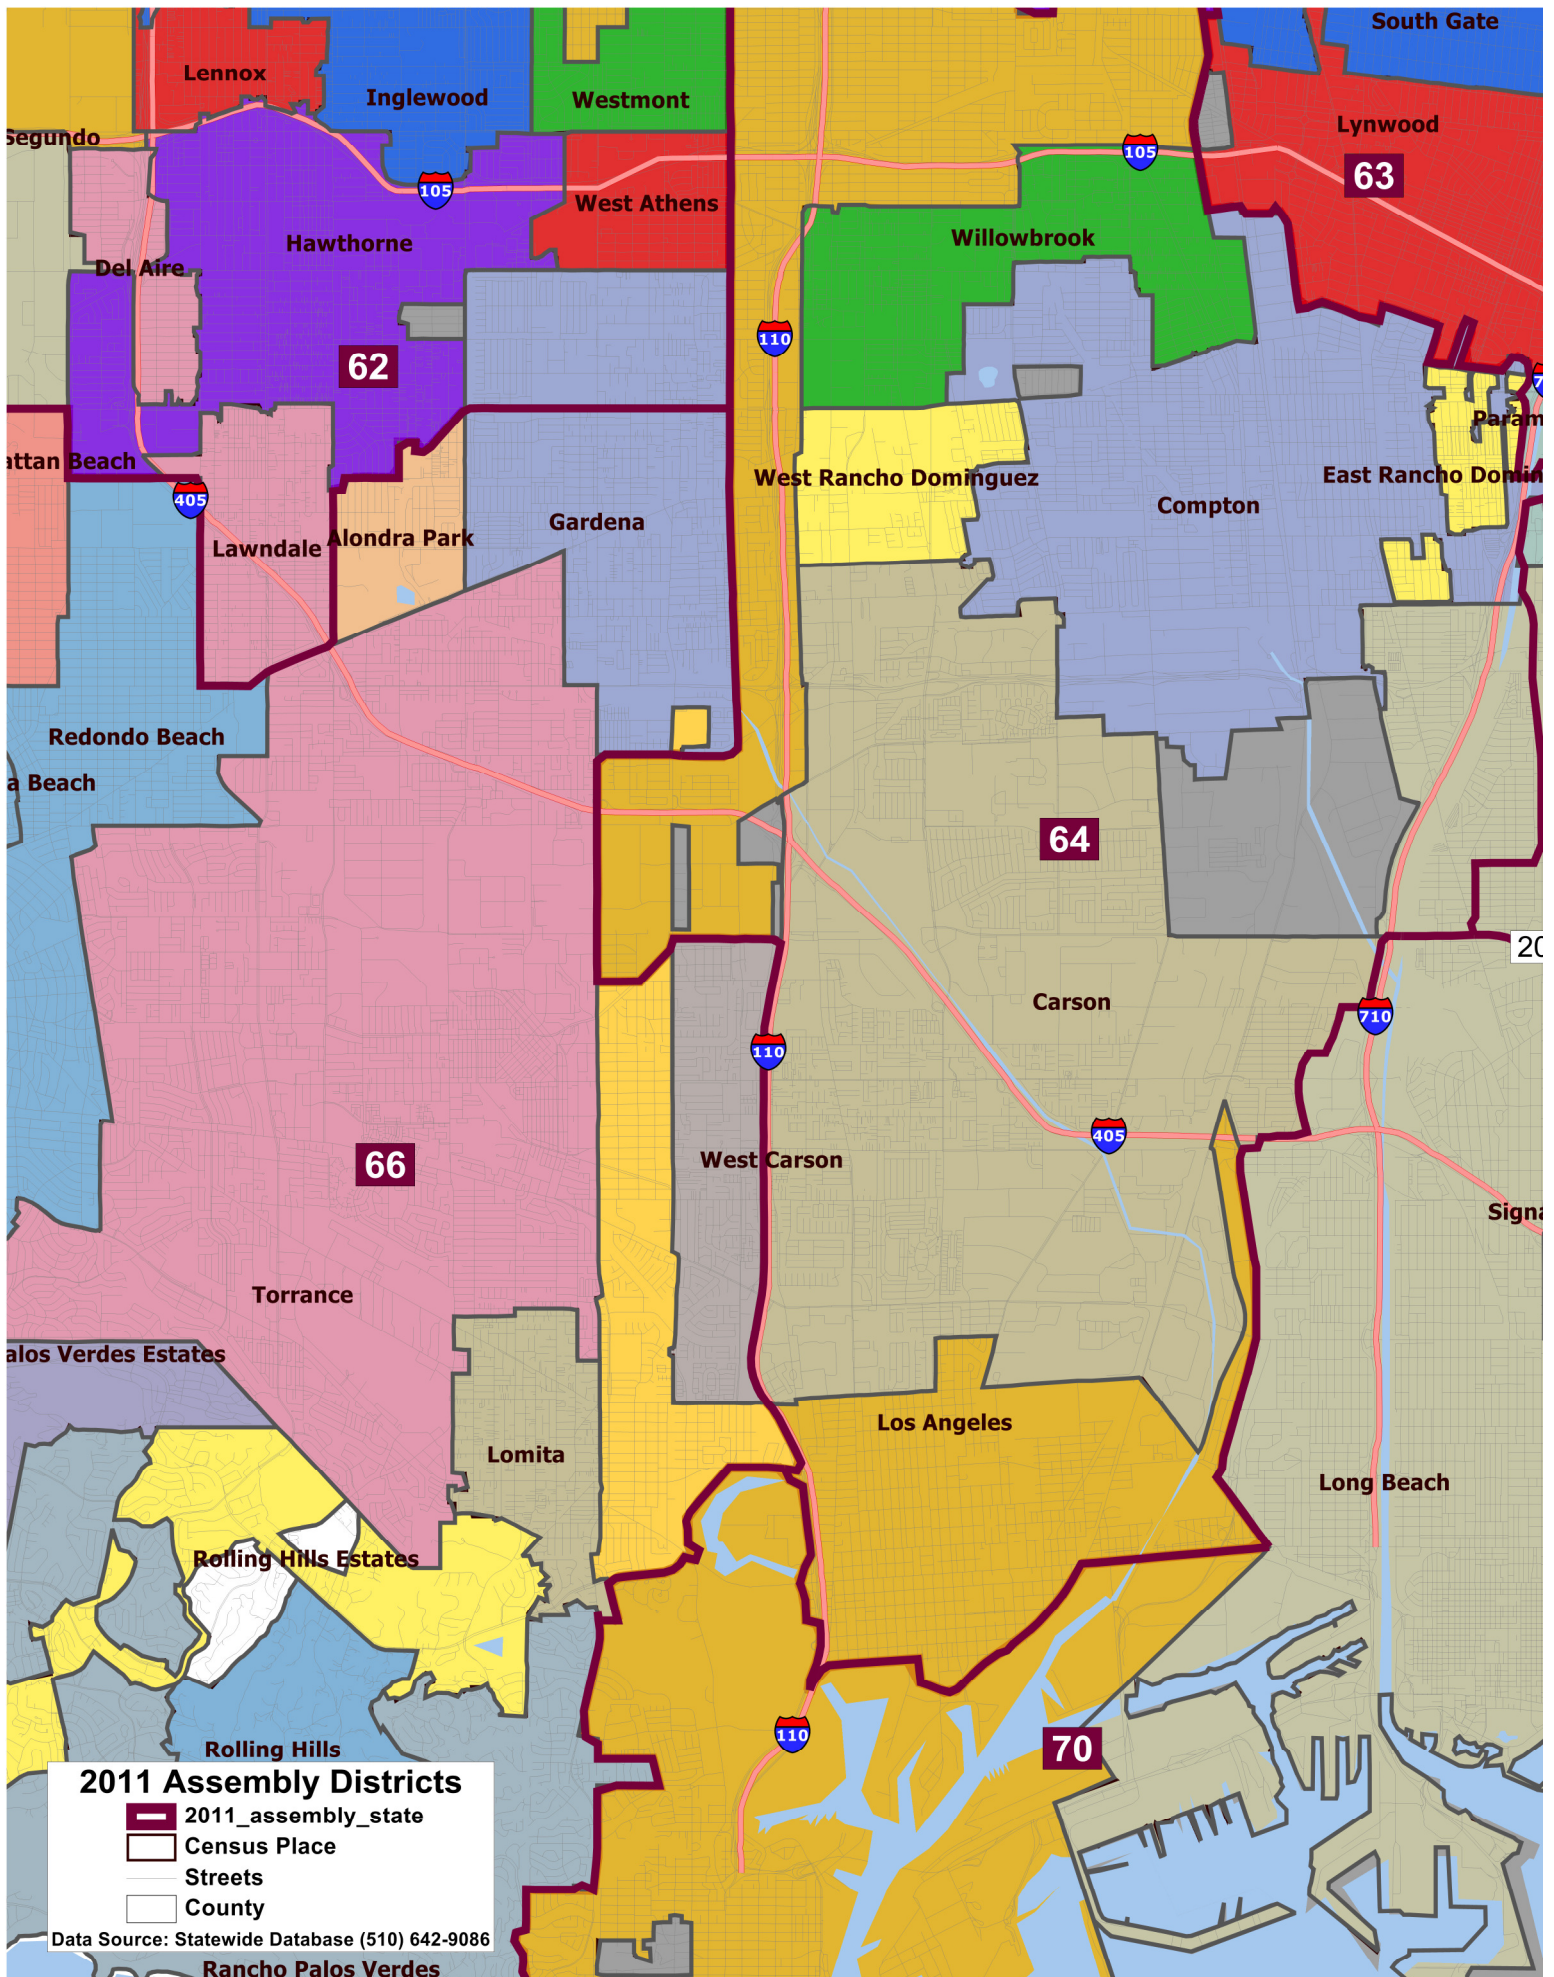 South Gate
Lennox
Inglewood
Westmont
Lynwood
Segundo
105
105
63
West Athens
Hawthorne
Willowbrook
Del Aire
110
62
Param
attan Beach
West Rancho Dominguez
East Rancho Domin
405
Compton
Gardena
Alondra Park
Lawndale
Redondo Beach
a Beach
64
20
Carson
710
110
405
66
West Carson
Signa
Torrance
alos Verdes Estates
Los Angeles
Lomita
Long Beach
Rolling Hills Estates
110
70
Rolling Hills
2011 Assembly Districts
2011_assembly_state
Census Place
Streets
County
Data Source: Statewide Database (510) 642-9086
Rancho Palos Verdes